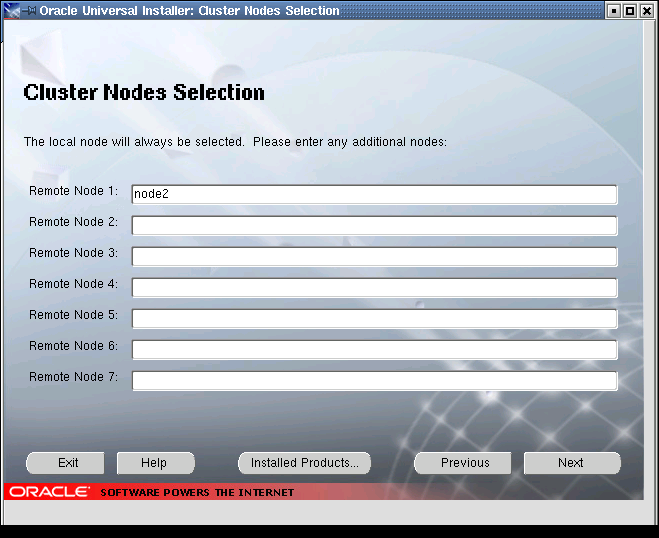 Oracle Universal Installer: Cluster Nodes Selection
Cluster Nodes Selection
The local node will always be selected.  Please enter any additional nodes:
Remote Node 1: node2
Remote Node 2:
Remote Node 3:
Remote Node 4:
Remote Node 5:
Remote Node 6:
Remote Node 7:
Exit Help Installed Products... Previous Next
ORACLE SOFTWARE POWERS THE INTERNET